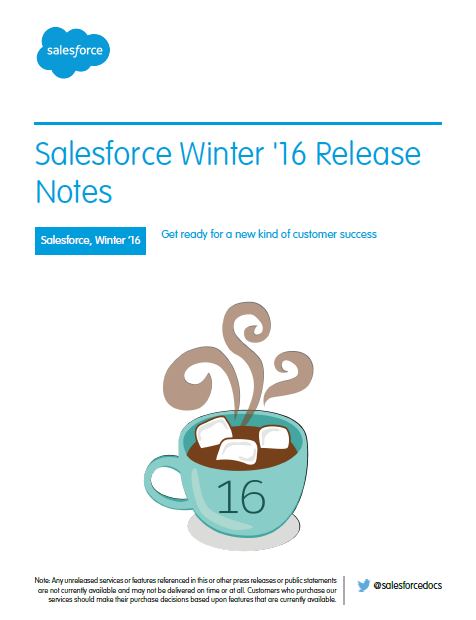 salesforce
Salesforce Winter '16 Release
Notes
Salesforce, Winter '16
Get ready for a new kind of customer success
16
Note: Any unreleased services or features referenced in this or other press releases or public statements
are not currently available and may not be delivered on time or at all. Customers who purchase our
services should make their purchase decisions based upon features that are currently available.
@salesforcedocs